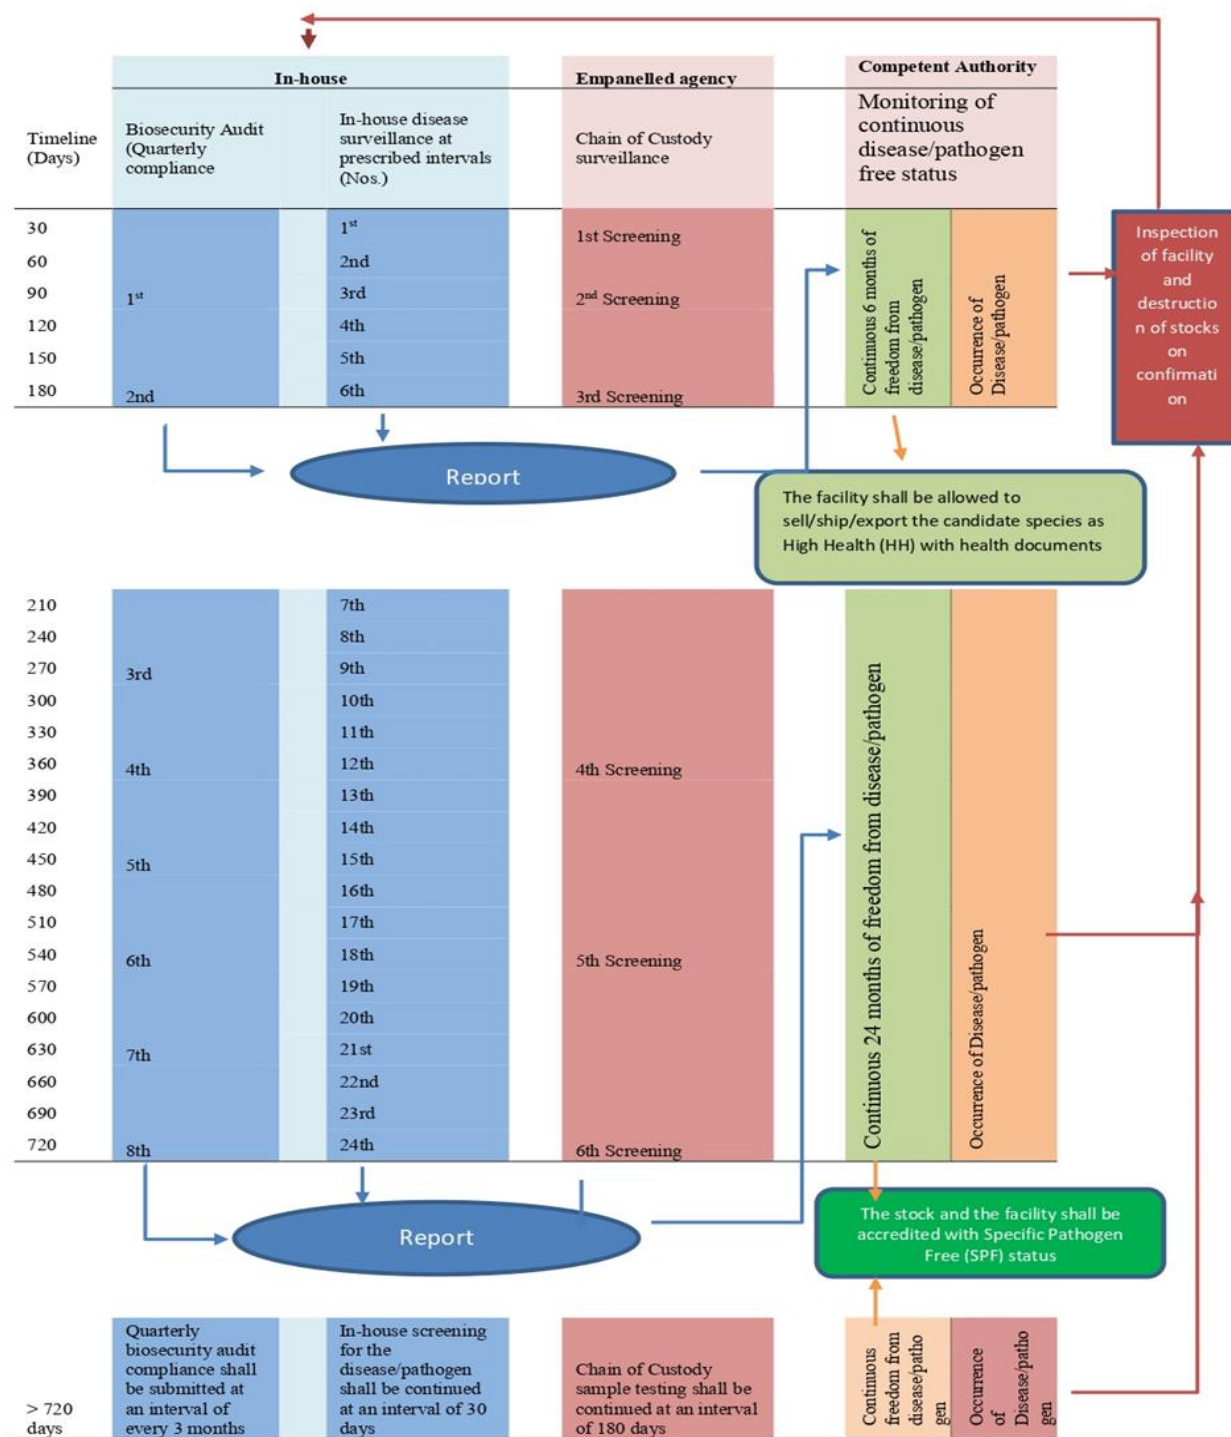 In-house
Empanelled agency
Competent Authority
Timeline
(Days)
Biosecurity Audit
(Quarterly
compliance
In-house disease
surveillance at
prescribed intervals
(Nos.)
Chain of Custody
surveillance
Monitoring of
continuous
disease/pathogen
free status
30
1st
1st Screening
60
2nd
90
1st
3rd
2nd Screening
120
4th
150
5th
180
2nd
6th
3rd Screening
Continuous 6 months of
freedom from
disease/pathogen
Occurrence of
Disease/pathogen
Inspection
of facility
and
destructio
n of stocks
on
confirmati
on
Report
The facility shall be allowed to
sell/ship/export the candidate species as
High Health (HH) with health documents
210
7th
240
8th
270
3rd
9th
300
10th
330
11th
360
4th
12th
4th Screening
390
13th
420
14th
450
5th
15th
480
16th
510
17th
540
6th
18th
5th Screening
570
19th
600
20th
630
7th
21st
660
22nd
690
23rd
720
8th
24th
6th Screening
Continuous 24 months of freedom from disease/pathogen
Occurrence of Disease/pathogen
Report
The stock and the facility shall be
accredited with Specific Pathogen
Free (SPF) status
> 720
days
Quarterly
biosecurity audit
compliance shall
be submitted at
an interval of
every 3 months
In-house screening
for the
disease/pathogen
shall be continued
at an interval of 30
days
Chain of Custody
sample testing shall be
continued at an interval
of 180 days
Continuous
freedom from
disease/patho
gen
Occurrence
of
Disease/patho
gen